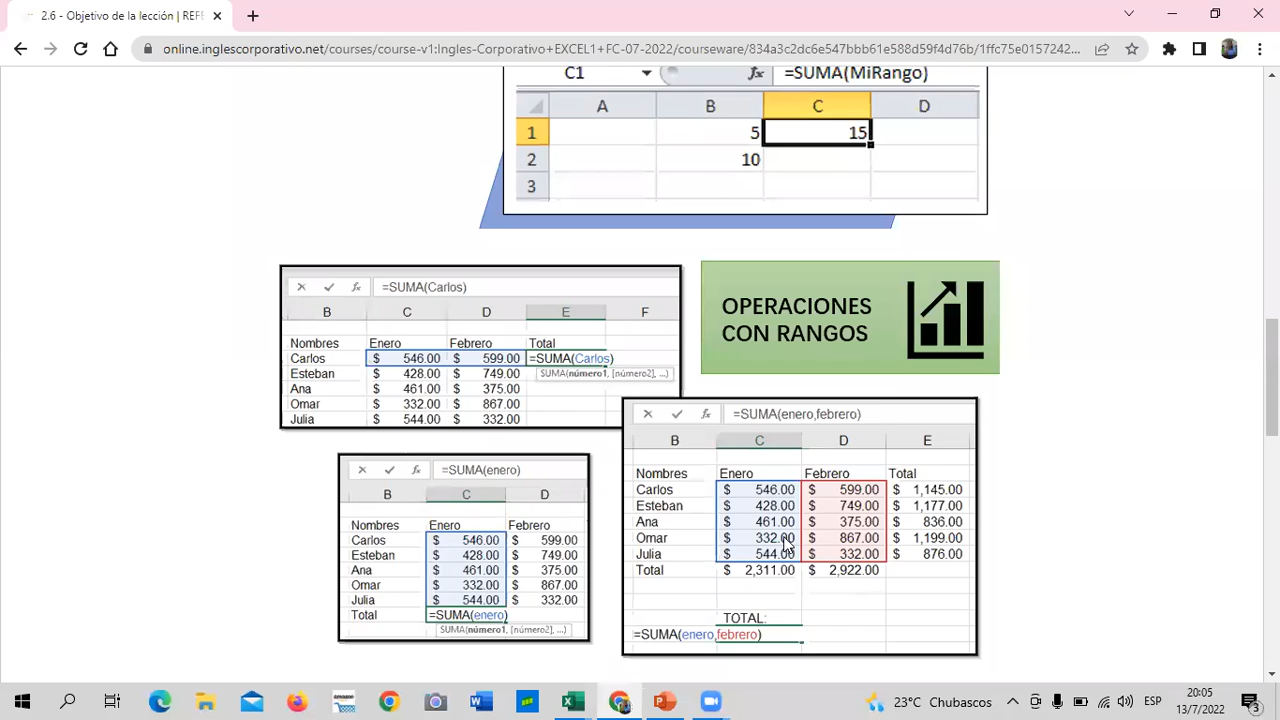 2.6 - Objetivo de la lección | REF
online.inglescorporativo.net/courses/course-v1:Ingles-Corporativo+EXCEL1+FC-07-2022/courseware/834a3c2c6e547bbb61e588d59f4d76b/1ffc75e0157242...
C1 fx =SUMA(MiRango)
A B C D
1 5 15
2 10
3
fx =SUMA(Carlos)
B C D E F
Nombres Enero Febrero Total
Carlos $ 546.00 $ 599.00 =SUMA(Carlos)
Esteban $ 428.00 $ 749.00 SUMA(número1, [número2], ...)
Ana $ 461.00 $ 375.00
Omar $ 332.00 $ 867.00
Julia $ 544.00 $ 332.00
OPERACIONES
CON RANGOS
fx =SUMA(enero)
B C D
Nombres Enero Febrero
Carlos $ 546.00 $ 599.00
Esteban $ 428.00 $ 749.00
Ana $ 461.00 $ 375.00
Omar $ 332.00 $ 867.00
Julia $ 544.00 $ 332.00
Total =SUMA(enero)
SUMA(número1, [número2], ...)
fx =SUMA(enero,febrero)
B C D E
Nombres Enero Febrero Total
Carlos $ 546.00 $ 599.00 $ 1,145.00
Esteban $ 428.00 $ 749.00 $ 1,177.00
Ana $ 461.00 $ 375.00 $ 836.00
Omar $ 332.00 $ 867.00 $ 1,199.00
Julia $ 544.00 $ 332.00 $ 876.00
Total $ 2,311.00 $ 2,922.00
TOTAL:
=SUMA(enero,febrero)
23°C Chubascos
ESP
20:05
13/7/2022
3